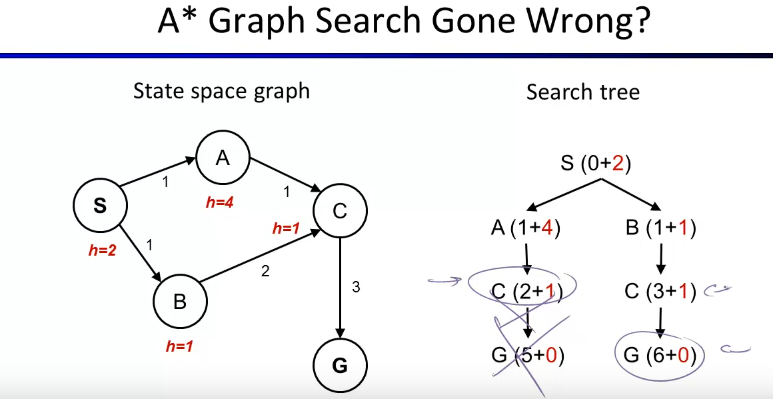 A* Graph Search Gone Wrong?
State space graph
Search tree
A
1
h=4
1
S
h=2
C
h=1
1
2
B
h=1
3
G
S (0+2)
A (1+4)
B (1+1)
C (2+1)
C (3+1)
G (5+0)
G (6+0)